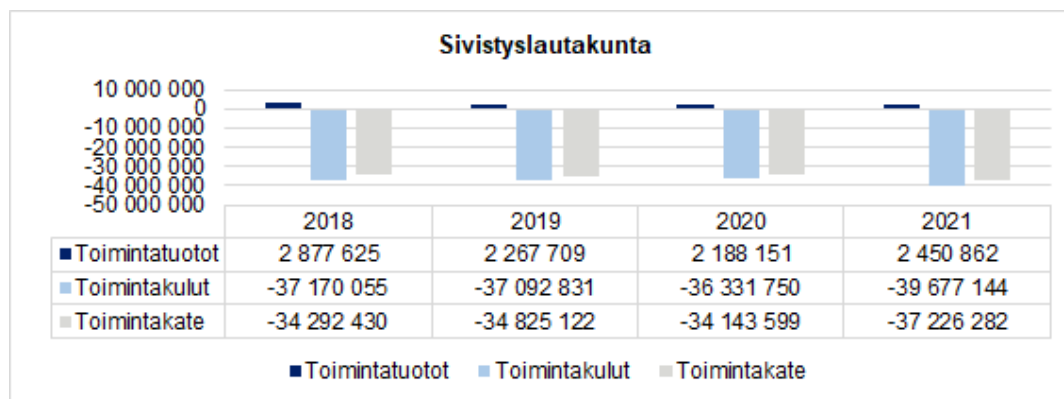 Sivistyslautakunta
10 000 000
0
-10 000 000
-20 000 000
-30 000 000
-40 000 000
-50 000 000
2018 2019 2020 2021
Toimintatuotot 2 877 625 2 267 709 2 188 151 2 450 862
Toimintakulut -37 170 055 -37 092 831 -36 331 750 -39 677 144
Toimintakate -34 292 430 -34 825 122 -34 143 599 -37 226 282
Toimintatuotot Toimintakulut Toimintakate